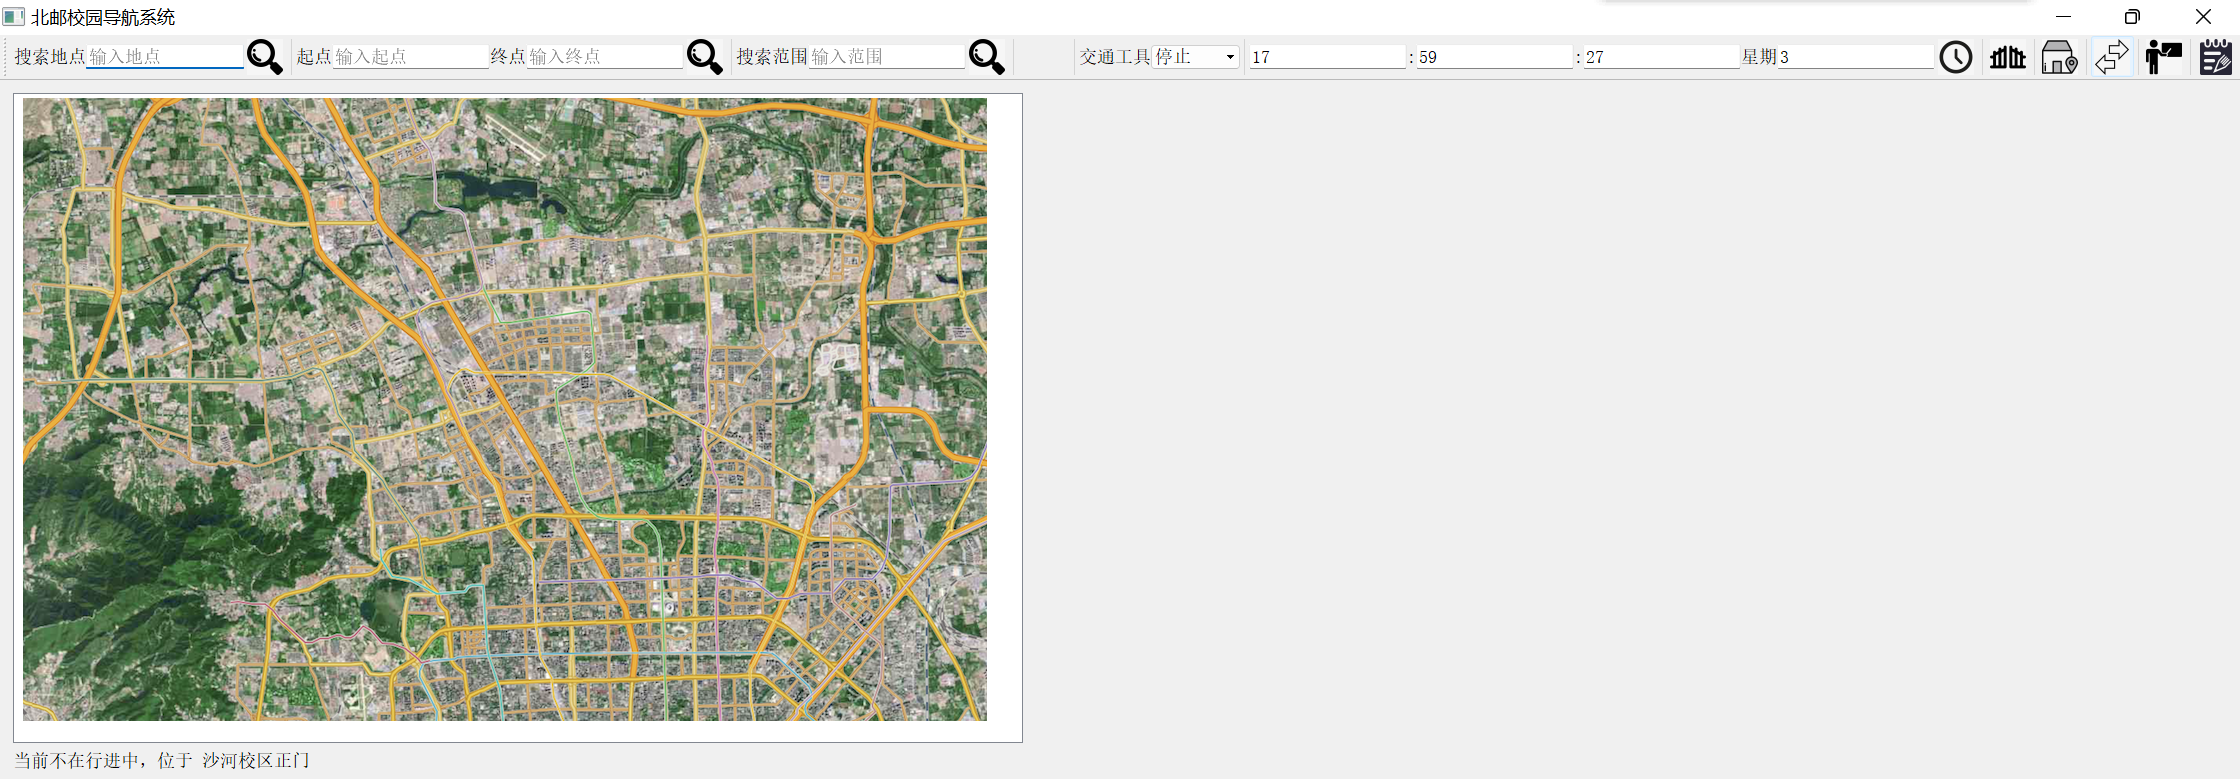 北邮校园导航系统
搜索地点 输入地点 起点 输入起点 终点 输入终点 搜索范围 输入范围 交通工具 停止 17 : 59 : 27 星期 3
当前不在行进中，位于 沙河校区正门